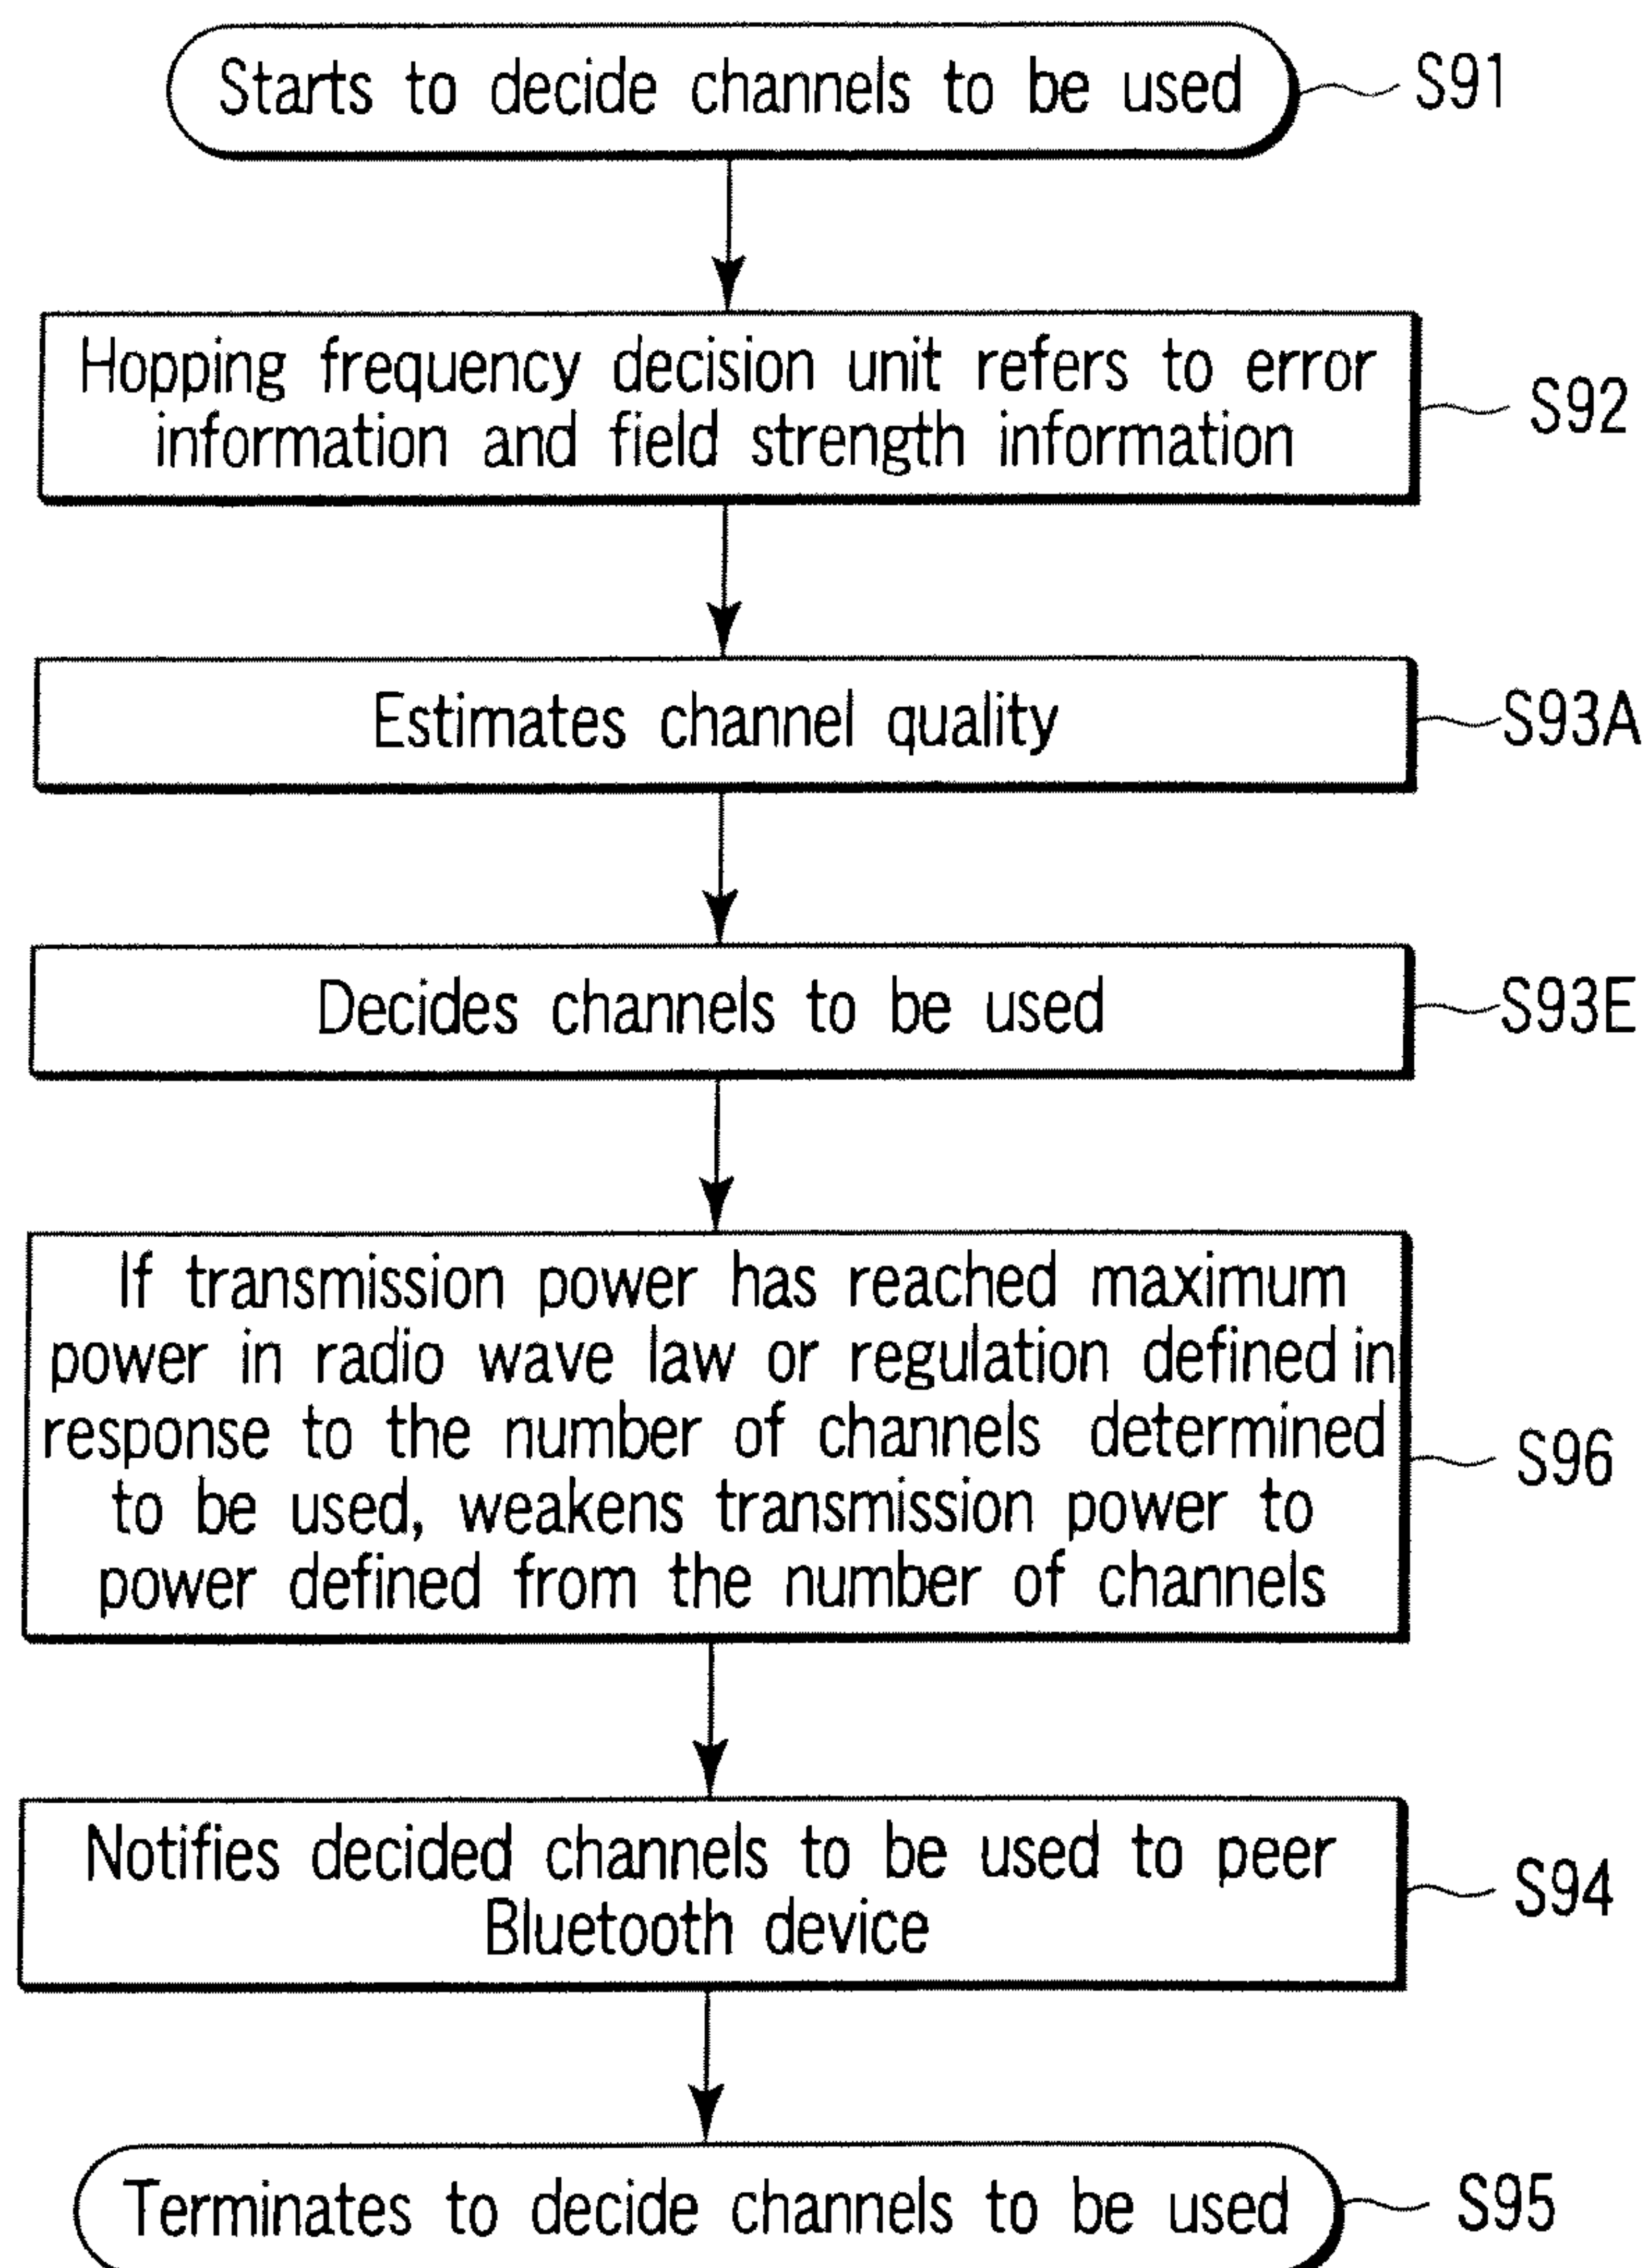 Starts to decide channels to be used
S91
Hopping frequency decision unit refers to error
information and field strength information
S92
Estimates channel quality
S93A
Decides channels to be used
S93E
If transmission power has reached maximum
power in radio wave law or regulation defined in
response to the number of channels determined
to be used, weakens transmission power to
power defined from the number of channels
S96
Notifies decided channels to be used to peer
Bluetooth device
S94
Terminates to decide channels to be used
S95